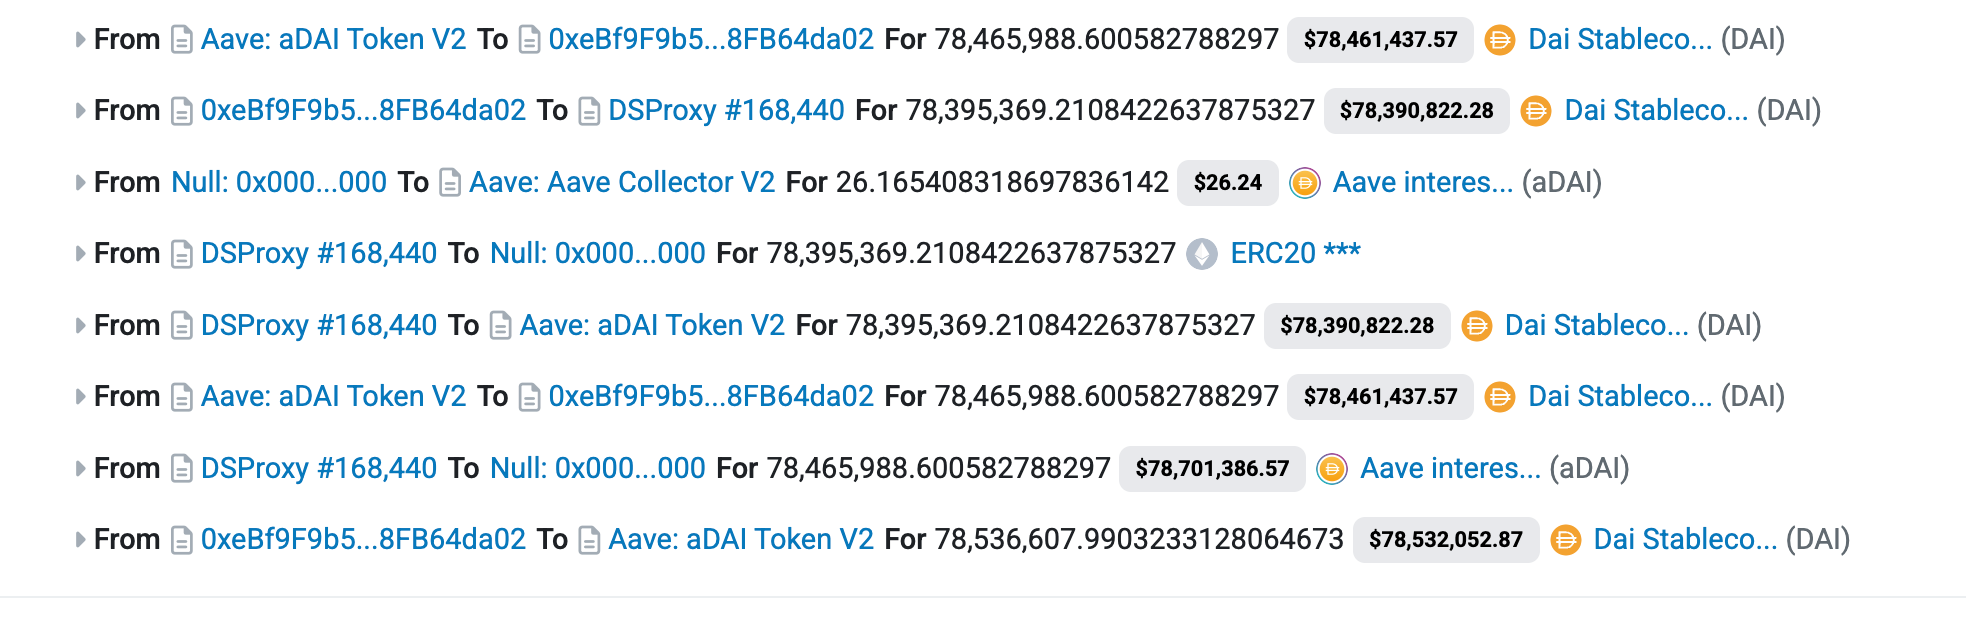 From Aave: aDAI Token V2 To 0xeBf9F9b5...8FB64da02 For 78,465,988.600582788297 $78,461,437.57 Dai Stableco... (DAI)
From 0xeBf9F9b5...8FB64da02 To DSProxy #168,440 For 78,395,369.2108422637875327 $78,390,822.28 Dai Stableco... (DAI)
From Null: 0x000...000 To Aave: Aave Collector V2 For 26.165408318697836142 $26.24 Aave interes... (aDAI)
From DSProxy #168,440 To Null: 0x000...000 For 78,395,369.2108422637875327 ERC20 ***
From DSProxy #168,440 To Aave: aDAI Token V2 For 78,395,369.2108422637875327 $78,390,822.28 Dai Stableco... (DAI)
From Aave: aDAI Token V2 To 0xeBf9F9b5...8FB64da02 For 78,465,988.600582788297 $78,461,437.57 Dai Stableco... (DAI)
From DSProxy #168,440 To Null: 0x000...000 For 78,465,988.600582788297 $78,701,386.57 Aave interes... (aDAI)
From 0xeBf9F9b5...8FB64da02 To Aave: aDAI Token V2 For 78,536,607.9903233128064673 $78,532,052.87 Dai Stableco... (DAI)